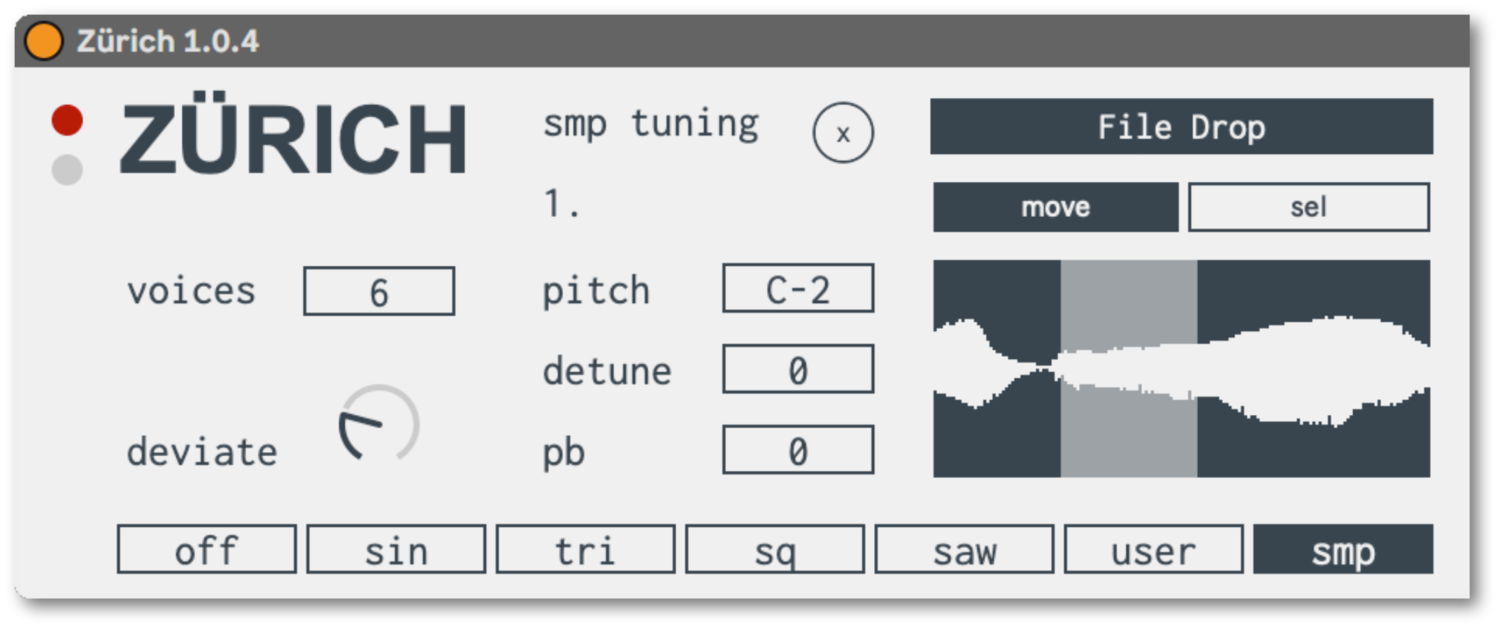 Zürich 1.0.4
ZÜRICH
smp tuning
x
File Drop
1.
move
sel
voices
6
pitch
C-2
detune
0
deviate
pb
0
off
sin
tri
sq
saw
user
smp